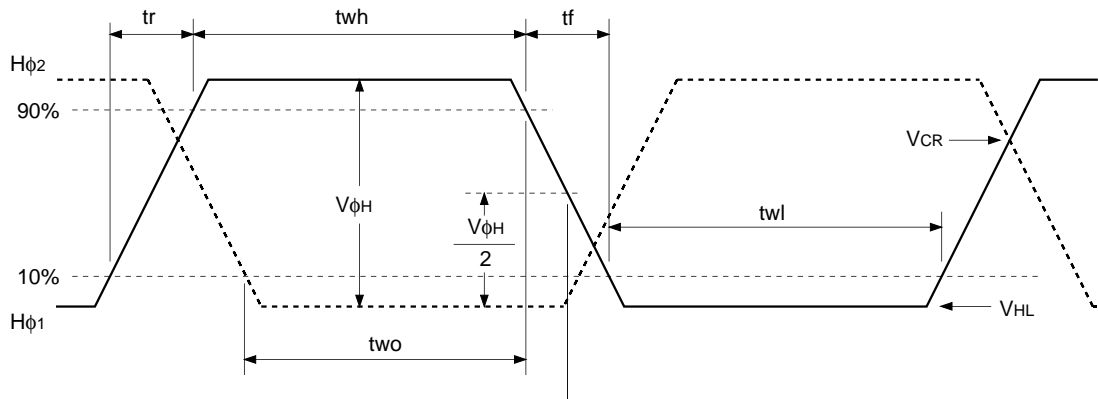 tr
twh
tf
Hϕ2
90%
VCR
VϕH
VϕH
2
twl
10%
Hϕ1
VHL
two